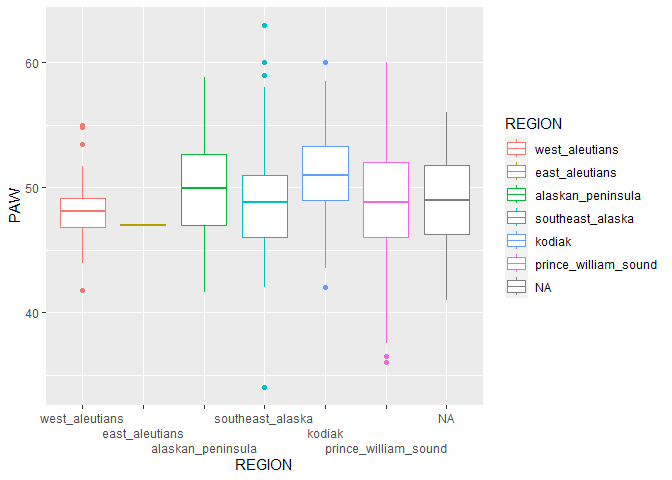 60
50
40
PAW
west_aleutians southeast_alaska NA
east_aleutians kodiak
alaskan_peninsula prince_william_sound
REGION
REGION
west_aleutians
east_aleutians
alaskan_peninsula
southeast_alaska
kodiak
prince_william_sound
NA